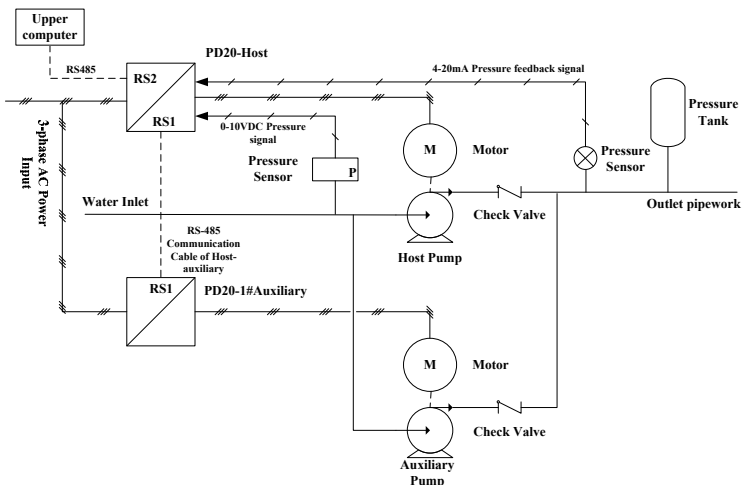 Upper
computer
RS485
RS2
RS1
PD20-Host
4-20mA Pressure feedback signal
0-10VDC Pressure
signal
Pressure
Sensor
P
M
Motor
Pressure
Sensor
Pressure
Tank
3-phase AC Power
Input
Water Inlet
Check Valve
Outlet pipework
Host Pump
RS-485
Communication
Cable of Host-
auxiliary
RS1
PD20-1#Auxiliary
M
Motor
Check Valve
Auxiliary
Pump